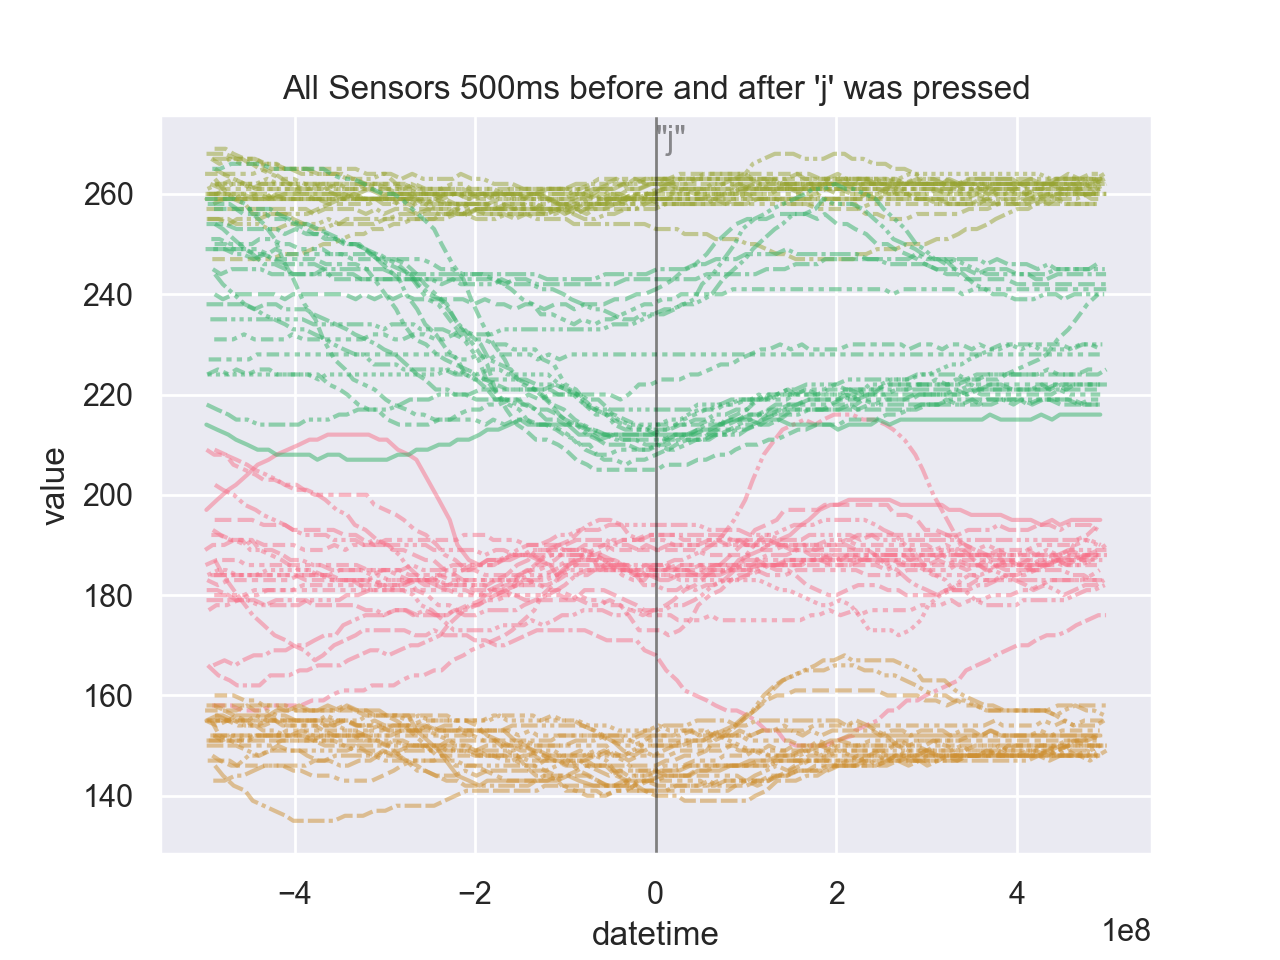 All Sensors 500ms before and after 'j' was pressed
"j"
260
240
220
200
180
160
140
value
−4 −2 0 2 4
1e8
datetime